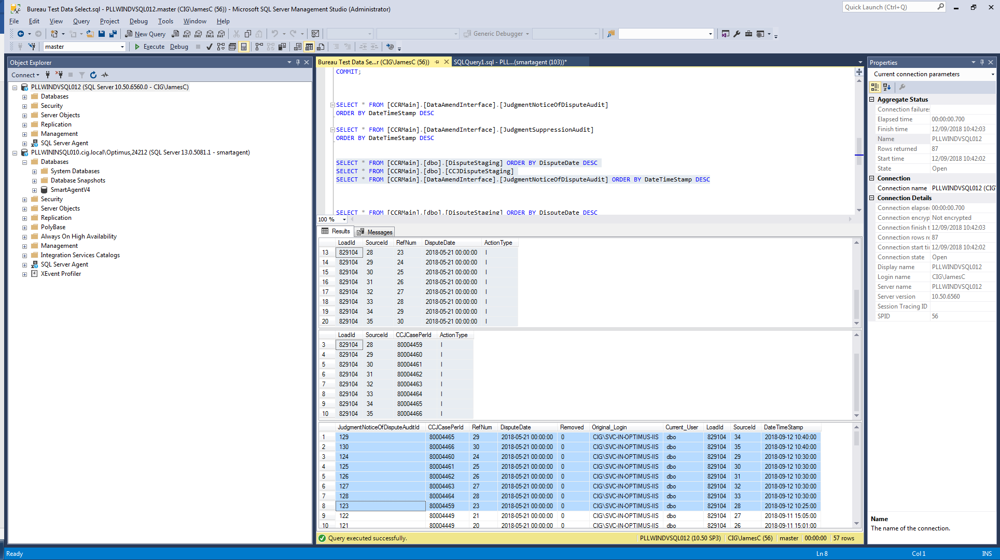 Bureau Test Data Select.sql - PLLWINDVSQL012.master (CIG\JamesC (56)) - Microsoft SQL Server Management Studio (Administrator)
Quick Launch (Ctrl+Q)
File Edit View Query Project Debug Tools Window Help
New Query MDX DMX XMLA DAX Generic Debugger
master Execute Debug
Object Explorer
Connect
PLLWINDVSQL012 (SQL Server 10.50.6560.0 - CIG\JamesC)
Databases
Security
Server Objects
Replication
Management
SQL Server Agent
PLLWININSQL010.cig.local\Optimus,24212 (SQL Server 13.0.5081.1 - smartagent)
Databases
System Databases
Database Snapshots
SmartAgentV4
Security
Server Objects
Replication
PolyBase
Always On High Availability
Management
Integration Services Catalogs
SQL Server Agent
XEvent Profiler
Bureau Test Data Se...r (CIG\JamesC (56)) SQLQuery1.sql - PLL...(smartagent (103))*
COMMIT;
SELECT * FROM [CCRMain].[DataAmendInterface].[JudgmentNoticeOfDisputeAudit]
ORDER BY DateTimeStamp DESC
SELECT * FROM [CCRMain].[DataAmendInterface].[JudgmentSuppressionAudit]
ORDER BY DateTimeStamp DESC
SELECT * FROM [CCRMain].[dbo].[DisputeStaging] ORDER BY DisputeDate DESC
SELECT * FROM [CCRMain].[dbo].[CCJDisputeStaging]
SELECT * FROM [CCRMain].[DataAmendInterface].[JudgmentNoticeOfDisputeAudit] ORDER BY DateTimeStamp DESC
SELECT * FROM [CCRMain].[dbo].[DisputeStaging] ORDER BY DisputeDate DESC
100 %
Results Messages
LoadId SourceId RefNum DisputeDate ActionType
13 829104 28 23 2018-05-21 00:00:00 I
14 829104 29 24 2018-05-21 00:00:00 I
15 829104 30 25 2018-05-21 00:00:00 I
16 829104 31 26 2018-05-21 00:00:00 I
17 829104 32 27 2018-05-21 00:00:00 I
18 829104 33 28 2018-05-21 00:00:00 I
19 829104 34 29 2018-05-21 00:00:00 I
20 829104 35 30 2018-05-21 00:00:00 I
LoadId SourceId CCJCasePerId ActionType
3 829104 28 80004459 I
4 829104 29 80004460 I
5 829104 30 80004461 I
6 829104 31 80004462 I
7 829104 32 80004463 I
8 829104 33 80004464 I
9 829104 34 80004465 I
10 829104 35 80004466 I
JudgmentNoticeOfDisputeAuditId CCJCasePerId RefNum DisputeDate Removed Original_Login Current_User LoadId SourceId DateTimeStamp
1 129 80004465 29 2018-05-21 00:00:00 0 CIG\SVC-IN-OPTIMUS-IIS dbo 829104 34 2018-09-12 10:40:00
2 130 80004466 30 2018-05-21 00:00:00 0 CIG\SVC-IN-OPTIMUS-IIS dbo 829104 35 2018-09-12 10:40:00
3 124 80004460 24 2018-05-21 00:00:00 0 CIG\SVC-IN-OPTIMUS-IIS dbo 829104 29 2018-09-12 10:30:00
4 125 80004461 25 2018-05-21 00:00:00 0 CIG\SVC-IN-OPTIMUS-IIS dbo 829104 30 2018-09-12 10:30:00
5 126 80004462 26 2018-05-21 00:00:00 0 CIG\SVC-IN-OPTIMUS-IIS dbo 829104 31 2018-09-12 10:30:00
6 127 80004463 27 2018-05-21 00:00:00 0 CIG\SVC-IN-OPTIMUS-IIS dbo 829104 32 2018-09-12 10:30:00
7 128 80004464 28 2018-05-21 00:00:00 0 CIG\SVC-IN-OPTIMUS-IIS dbo 829104 33 2018-09-12 10:30:00
8 123 80004459 23 2018-05-21 00:00:00 0 CIG\SVC-IN-OPTIMUS-IIS dbo 829104 28 2018-09-12 10:25:00
9 122 80004449 21 2018-05-21 00:00:00 0 CIG\SVC-IN-OPTIMUS-IIS dbo 829104 27 2018-09-11 15:05:00
10 121 80004449 20 2018-05-21 00:00:00 0 CIG\SVC-IN-OPTIMUS-IIS dbo 829104 26 2018-09-11 15:01:00
Query executed successfully. PLLWINDVSQL012 (10.50 SP3) CIG\JamesC (56) master 00:00:00 57 rows
Properties
Current connection parameters
Aggregate Status
Connection failures
Elapsed time 00:00:00.700
Finish time 12/09/2018 10:42:03
Name PLLWINDVSQL012
Rows returned 87
Start time 12/09/2018 10:42:02
State Open
Connection
Connection name PLLWINDVSQL012 (CIG\
Connection Details
Connection elapse 00:00:00.700
Connection encryp Not encrypted
Connection finish t 12/09/2018 10:42:03
Connection rows re 87
Connection start tin 12/09/2018 10:42:02
Connection state Open
Display name PLLWINDVSQL012
Login name CIG\JamesC
Server name PLLWINDVSQL012
Server version 10.50.6560
Session Tracing ID
SPID 56
Name
The name of the connection.
Ready Ln 8 Col 1 INS